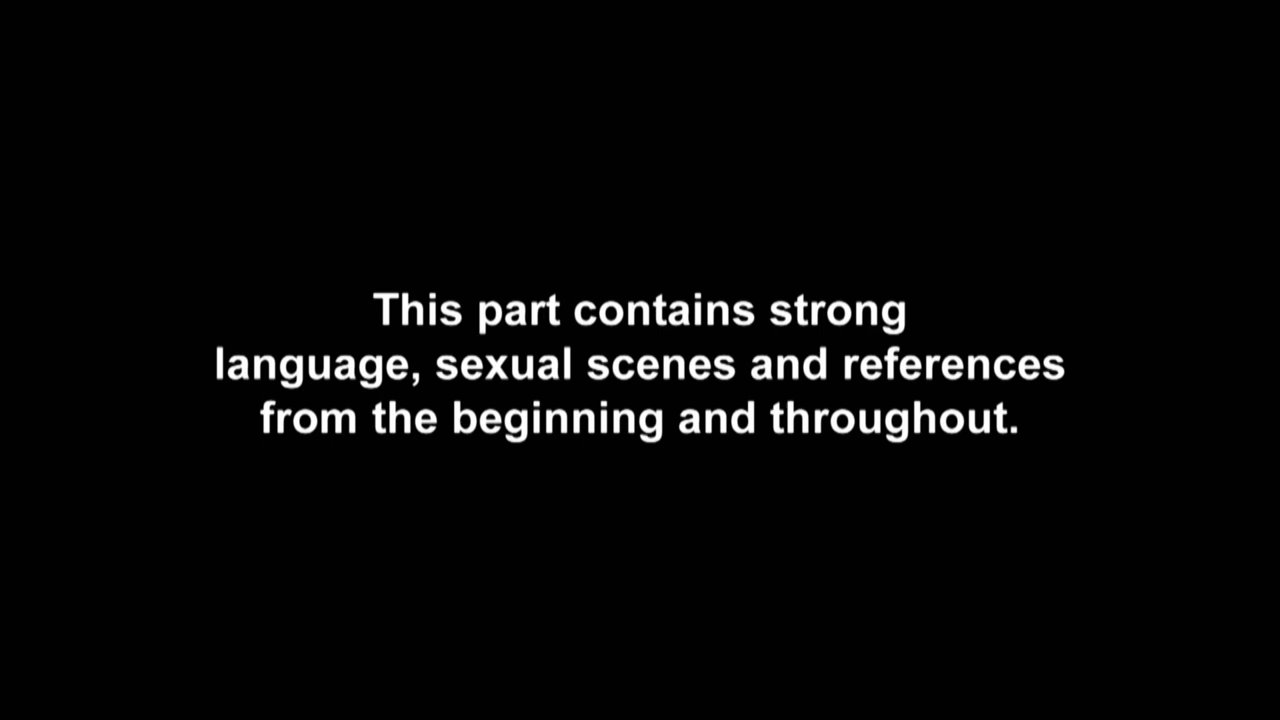 This part contains strong
language, sexual scenes and references
from the beginning and throughout.